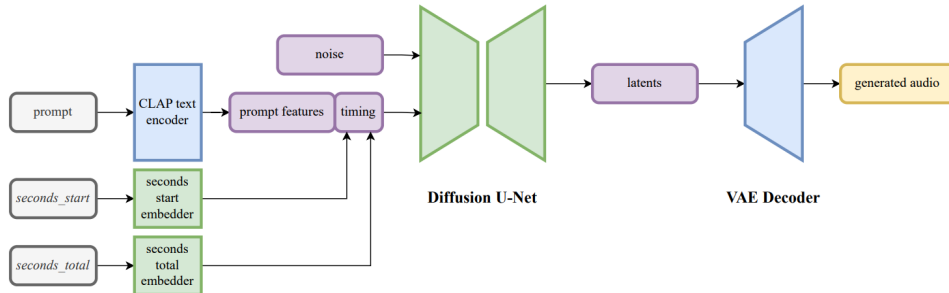 noise
latents
generated audio
prompt
CLAP text
encoder
prompt features
timing
seconds_start
seconds
start
embedder
Diffusion U-Net
VAE Decoder
seconds_total
seconds
total
embedder